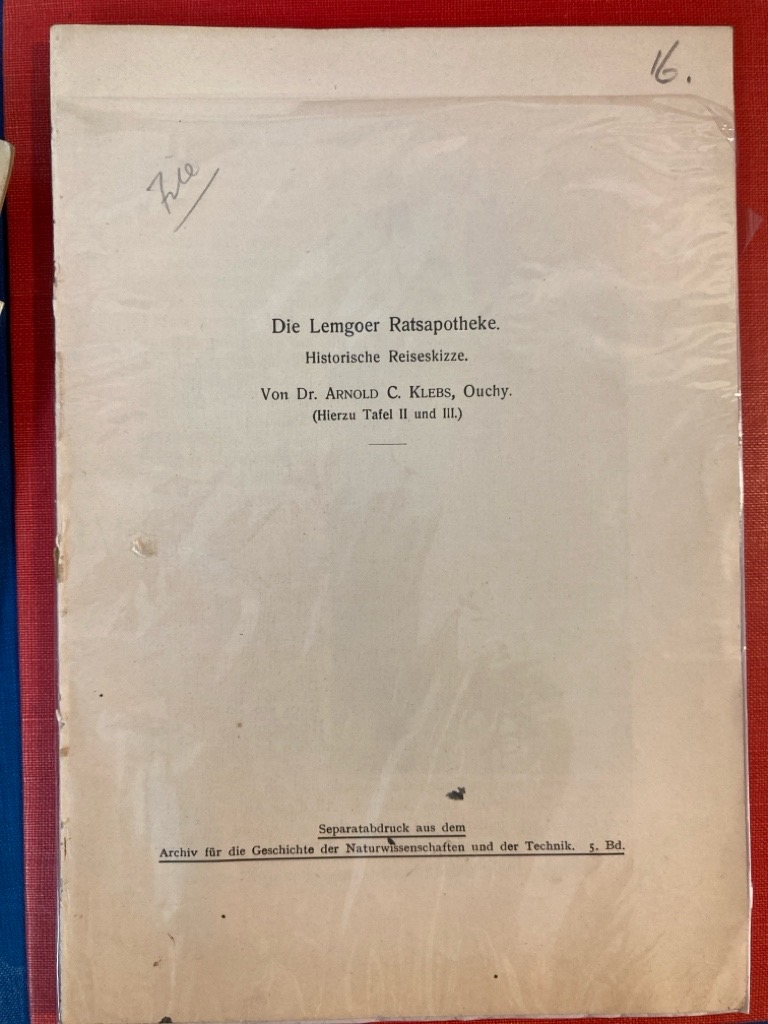 16.
File
Die Lemgoer Ratsapotheke.
Historische Reiseskizze.
Von Dr. ARNOLD C. KLEBS, Ouchy.
(Hierzu Tafel II und III.)
Separatabdruck aus dem
Archiv für die Geschichte der Naturwissenschaften und der Technik. 5. Bd.